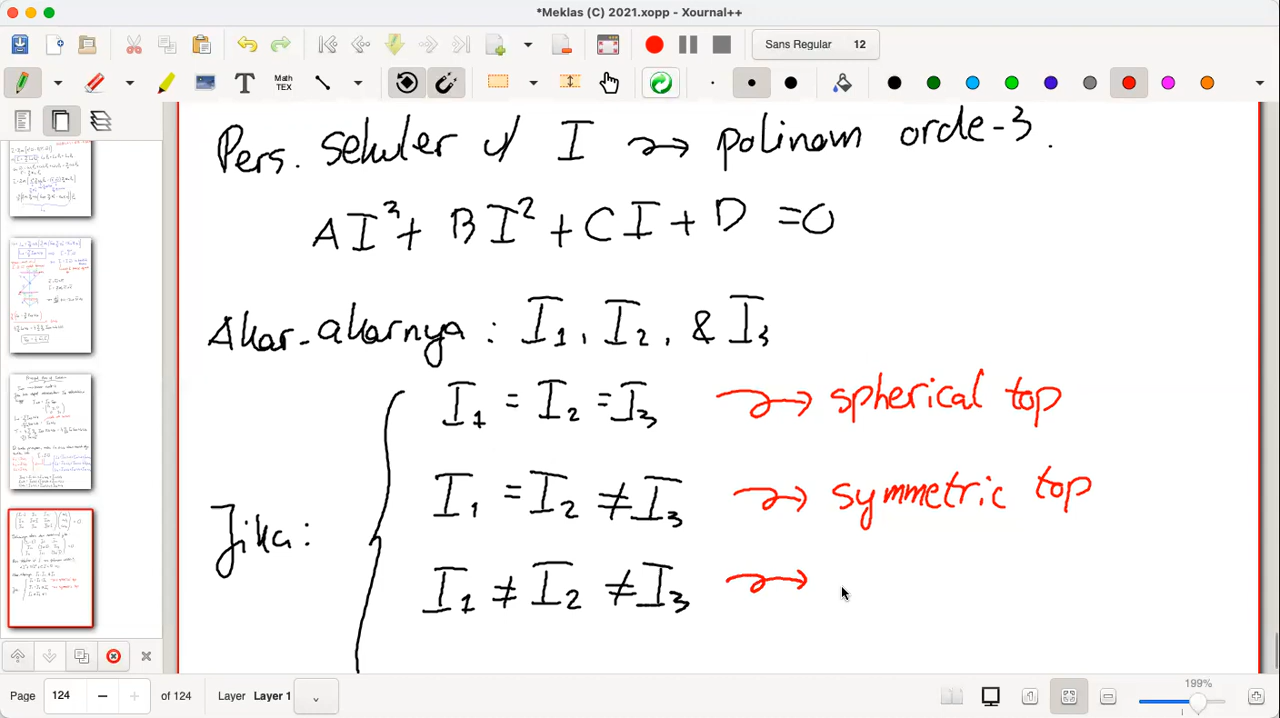 *Meklas (C) 2021.xopp - Xournal++
Sans Regular 12
Math
TEX
T
Pers. sekuler u/ I ⇝ polinom orde-3.
AI³ + BI² + CI + D = 0
Akar-akarnya : I₁, I₂, & I₃
I₁ = I₂ = I₃ ⇝ spherical top
I₁ = I₂ ≠ I₃ ⇝ symmetric top
Jika :
I₁ ≠ I₂ ≠ I₃ ⇝
Page 124 of 124 Layer Layer 1
199%